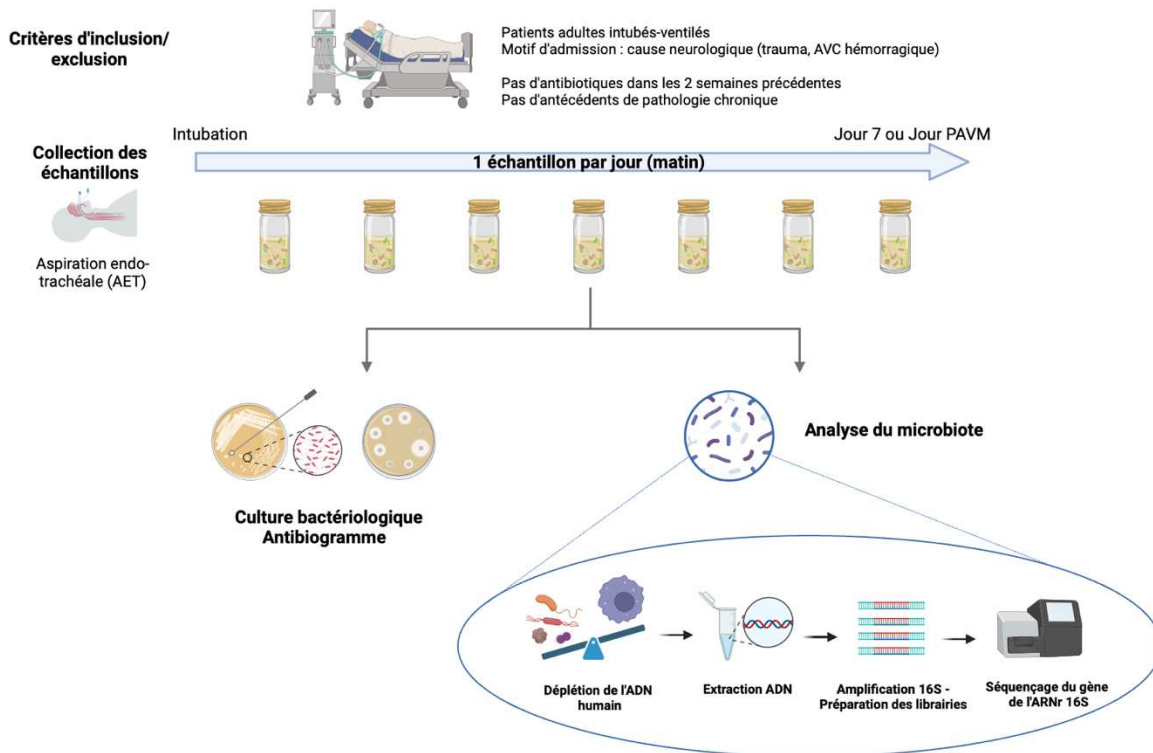 Critères d'inclusion/
exclusion
Patients adultes intubés-ventilés
Motif d'admission : cause neurologique (trauma, AVC hémorragique)
Pas d'antibiotiques dans les 2 semaines précédentes
Pas d'antécédents de pathologie chronique
Intubation
Jour 7 ou Jour PAVM
Collection des
échantillons
1 échantillon par jour (matin)
Aspiration endo-
trachéale (AET)
Culture bactériologique
Antibiogramme
Analyse du microbiote
Déplétion de l'ADN
humain
Extraction ADN
Amplification 16S -
Préparation des librairies
Séquençage du gène
de l'ARNr 16S